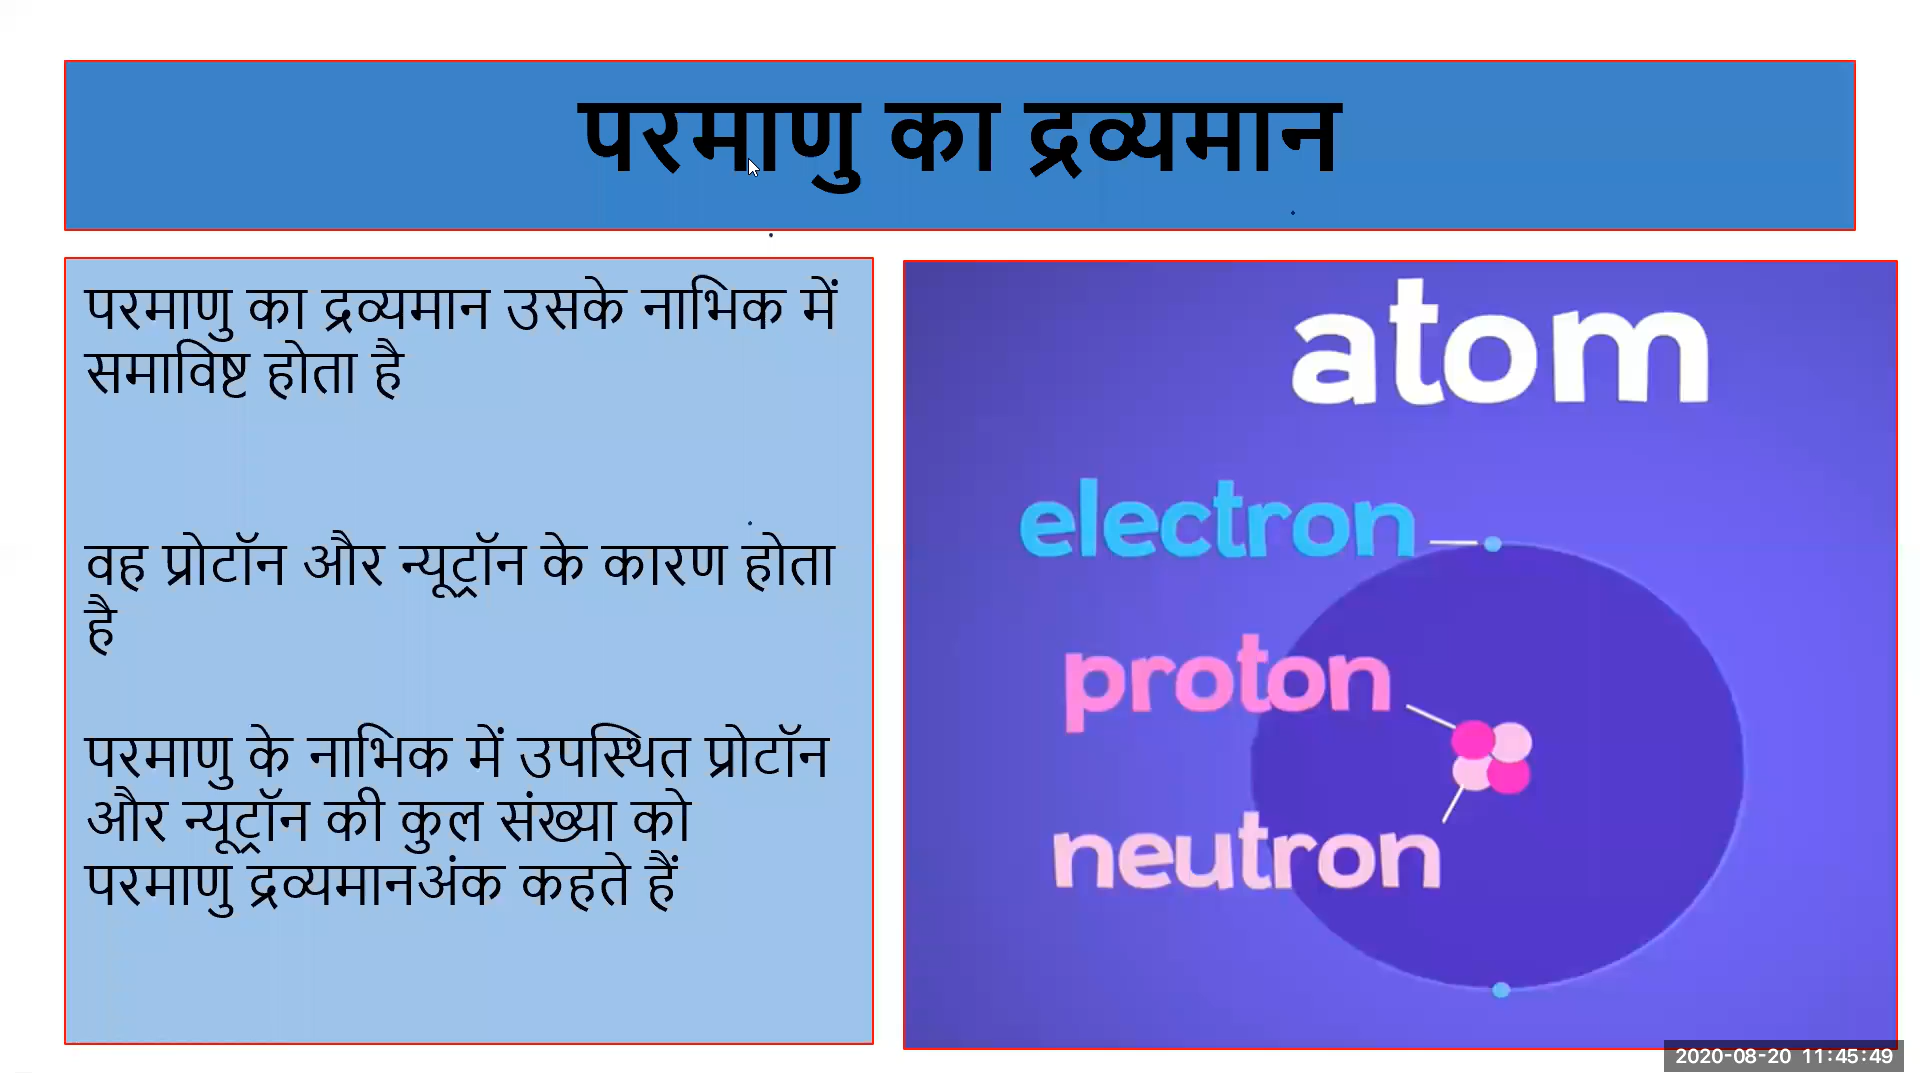 परमाणु का द्रव्यमान
परमाणु का द्रव्यमान उसके नाभिक में
समाविष्ट होता है
वह प्रोटॉन और न्यूट्रॉन के कारण होता
है
परमाणु के नाभिक में उपस्थित प्रोटॉन
और न्यूट्रॉन की कुल संख्या को
परमाणु द्रव्यमानअंक कहते हैं
atom
electron
proton
neutron
2020-08-20 11:45:49